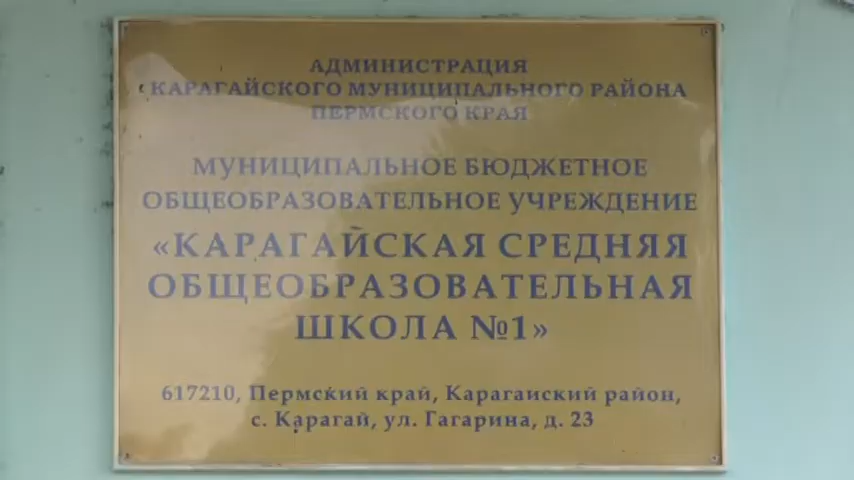 АДМИНИСТРАЦИЯ
КАРАГАЙСКОГО МУНИЦИПАЛЬНОГО РАЙОНА
ПЕРМСКОГО КРАЯ
МУНИЦИПАЛЬНОЕ БЮДЖЕТНОЕ
ОБЩЕОБРАЗОВАТЕЛЬНОЕ УЧРЕЖДЕНИЕ
«КАРАГАЙСКАЯ СРЕДНЯЯ
ОБЩЕОБРАЗОВАТЕЛЬНАЯ
ШКОЛА №1»
617210, Пермский край, Карагайский район,
с. Карагай, ул. Гагарина, д. 23